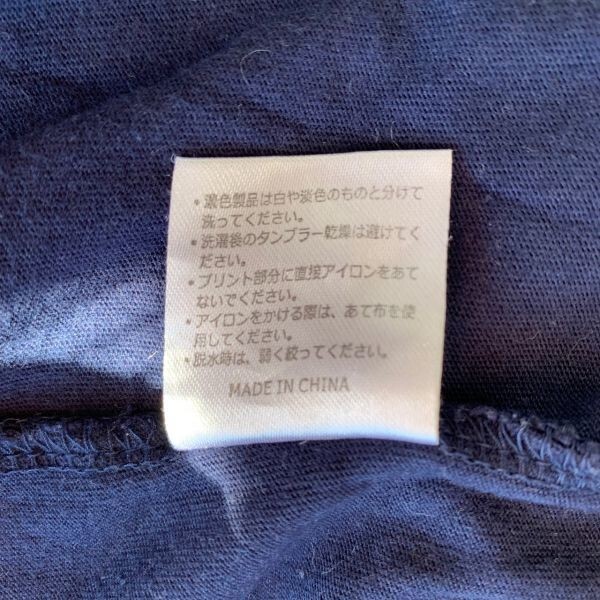 ・濃色製品は白や淡色のものと分けて
洗ってください。
・洗濯後のタンブラー乾燥は避けてく
ださい。
・プリント部分に直接アイロンをあて
ないでください。
・アイロンをかける際は、あて布を使
用してください。
・脱水時は、弱く絞ってください。
MADE IN CHINA